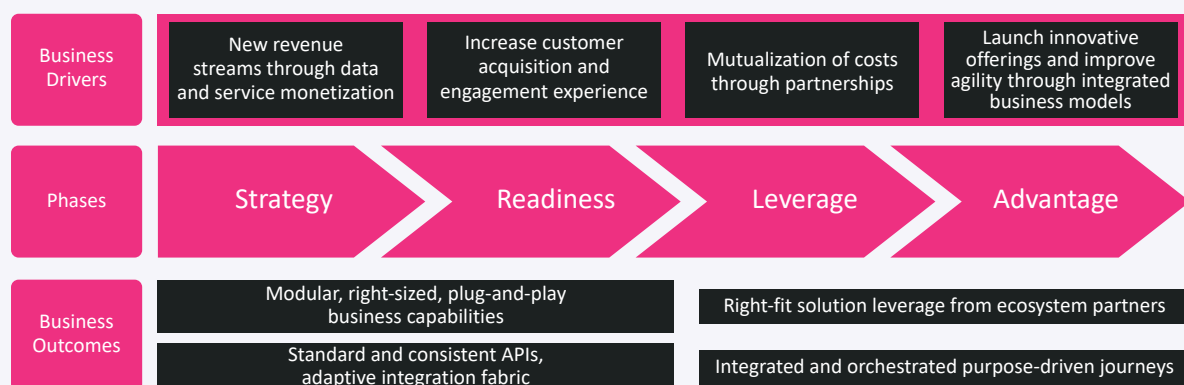 Business
Drivers
New revenue
streams through data
and service monetization
Increase customer
acquisition and
engagement experience
Mutualization of costs
through partnerships
Launch innovative
offerings and improve
agility through integrated
business models
Phases
Strategy
Readiness
Leverage
Advantage
Business
Outcomes
Modular, right-sized, plug-and-play
business capabilities
Right-fit solution leverage from ecosystem partners
Standard and consistent APIs,
adaptive integration fabric
Integrated and orchestrated purpose-driven journeys